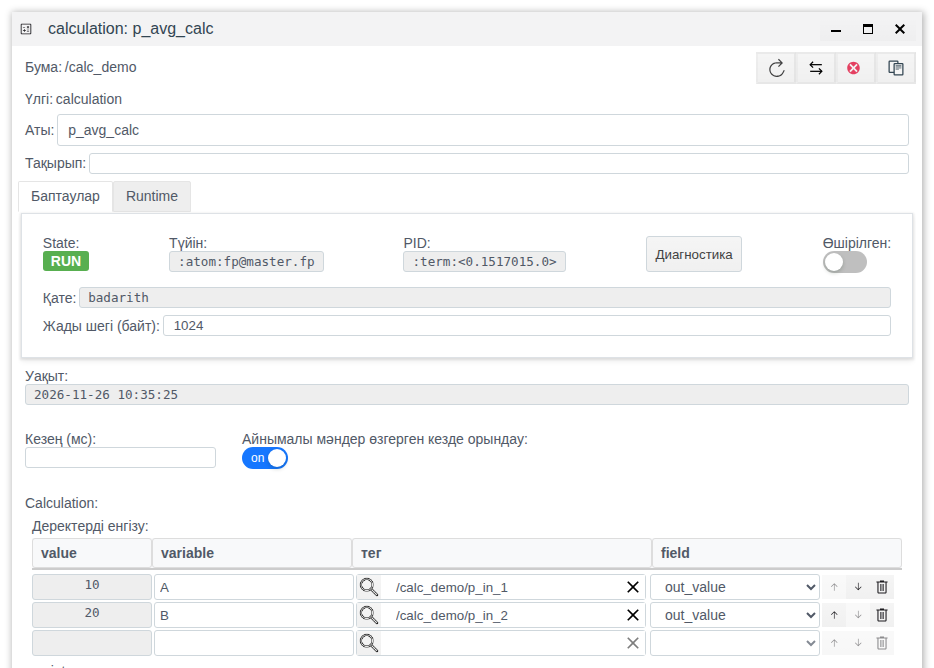 calculation: p_avg_calc
Бума: /calc_demo
Үлгі: calculation
Аты: p_avg_calc
Тақырып:
Баптаулар Runtime
State: Түйін: PID: Диагностика Өшірілген:
RUN :atom:fp@master.fp :term:<0.1517015.0>
Қате: badarith
Жады шегі (байт): 1024
Уақыт:
2026-11-26 10:35:25
Кезең (мс): Айнымалы мәндер өзгерген кезде орындау:
on
Calculation:
Деректерді енгізу:
value variable тег field
10 A /calc_demo/p_in_1 out_value
20 B /calc_demo/p_in_2 out_value